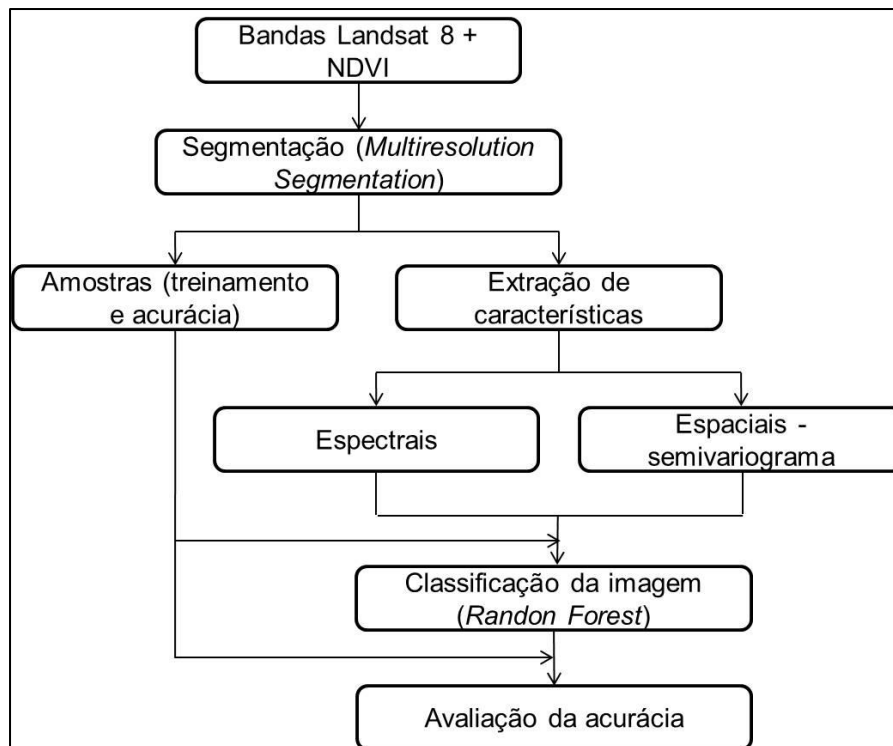 Bandas Landsat 8 +
NDVI
Segmentação (Multiresolution
Segmentation)
Amostras (treinamento
e acurácia)
Extração de
características
Espectrais
Espaciais -
semivariograma
Classificação da imagem
(Randon Forest)
Avaliação da acurácia